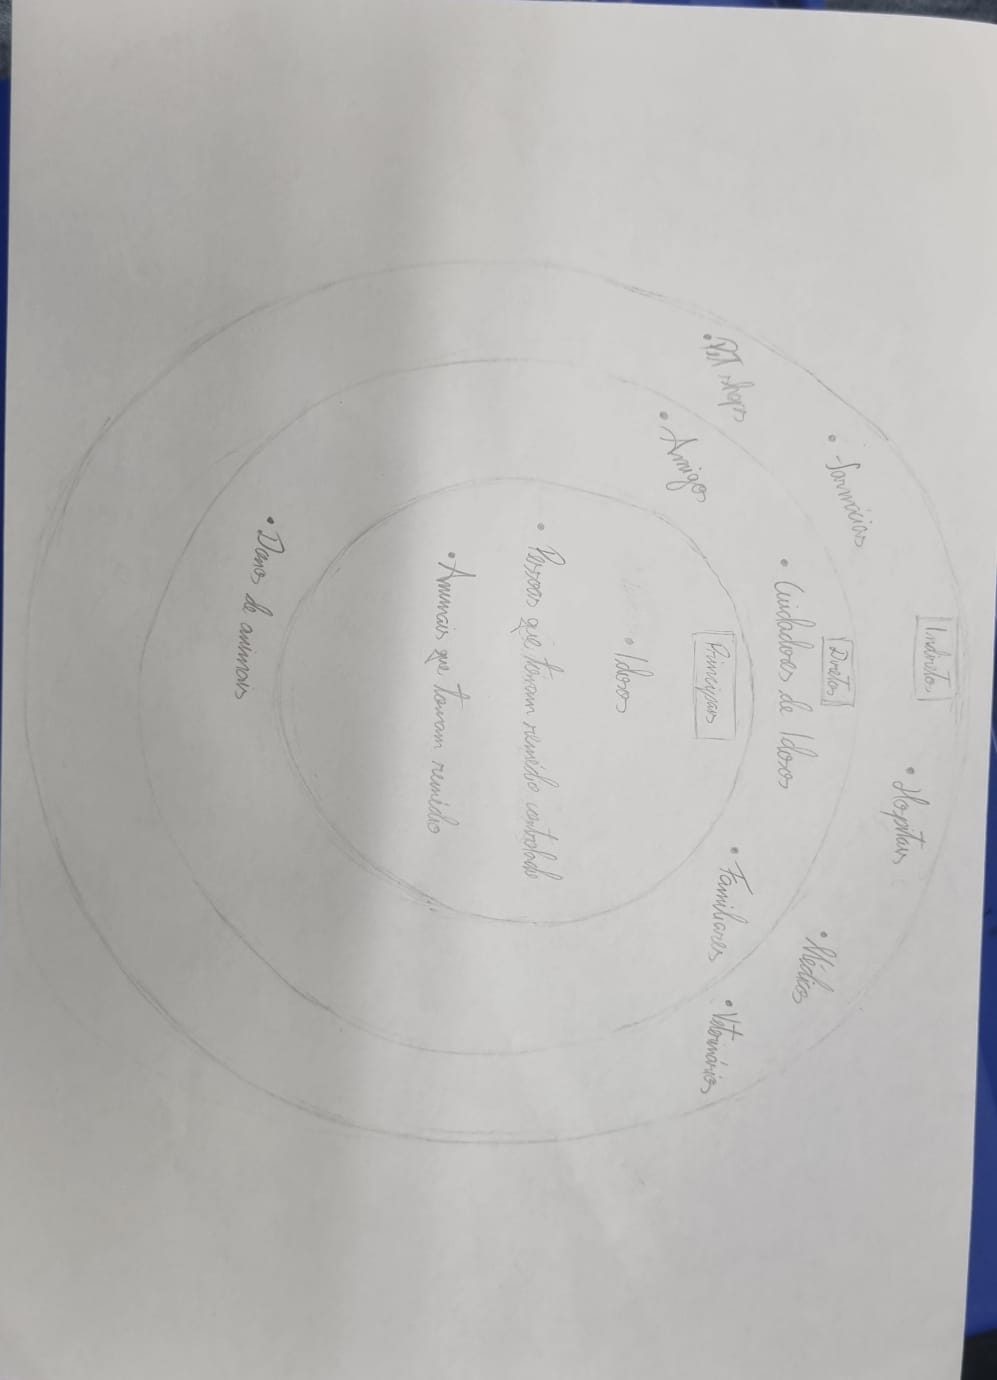 Indiretos
• Hospitais
• farmácias
Diretos
• Médicos
• Cuidadores de Idosos
• Pet shops
• Familiares
• Veterinários
Principais
• Amigos
• Idosos
• Pessoas que tomam remédio controlado
• Animais que tomam remédio
• Donos de animais